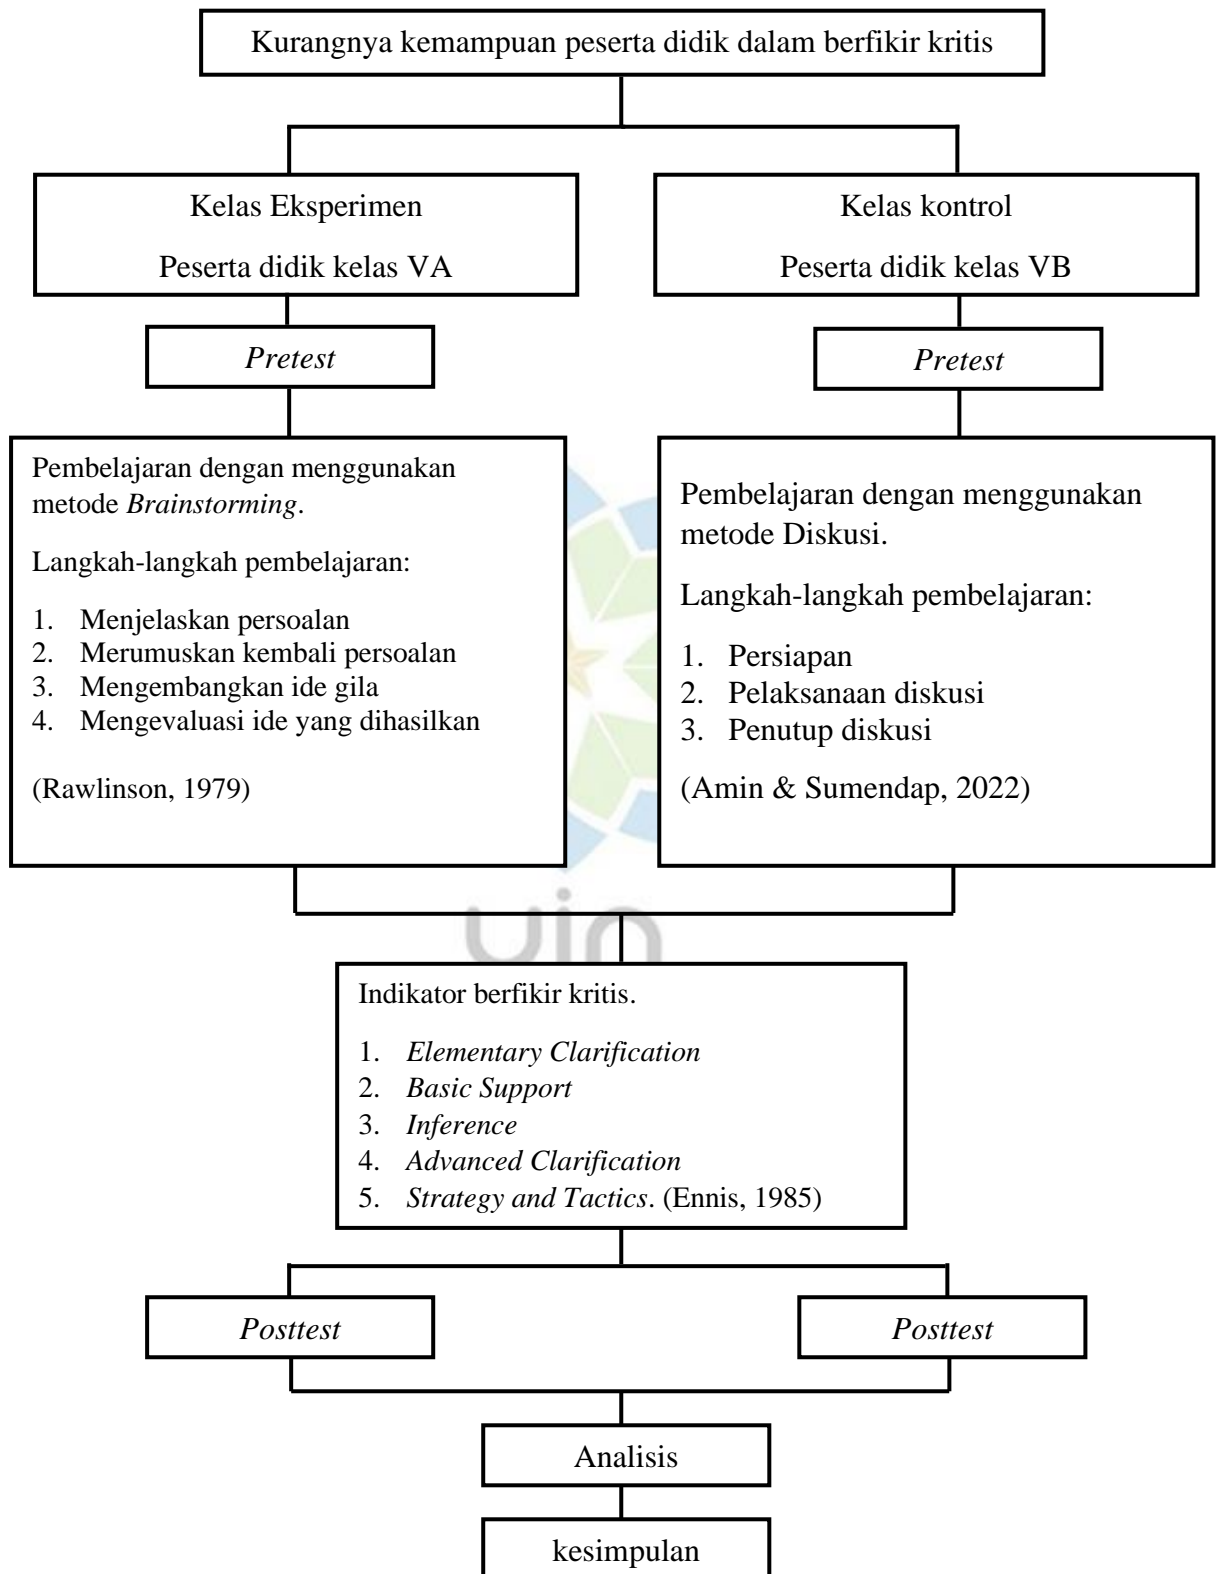 Kurangnya kemampuan peserta didik dalam berfikir kritis
Kelas Eksperimen
Peserta didik kelas VA
Kelas kontrol
Peserta didik kelas VB
Pretest
Pretest
Pembelajaran dengan menggunakan
metode Brainstorming.
Langkah-langkah pembelajaran:
1. Menjelaskan persoalan
2. Merumuskan kembali persoalan
3. Mengembangkan ide gila
4. Mengevaluasi ide yang dihasilkan
(Rawlinson, 1979)
Pembelajaran dengan menggunakan
metode Diskusi.
Langkah-langkah pembelajaran:
1. Persiapan
2. Pelaksanaan diskusi
3. Penutup diskusi
(Amin & Sumendap, 2022)
uin
Indikator berfikir kritis.
1. Elementary Clarification
2. Basic Support
3. Inference
4. Advanced Clarification
5. Strategy and Tactics. (Ennis, 1985)
Posttest
Posttest
Analisis
kesimpulan